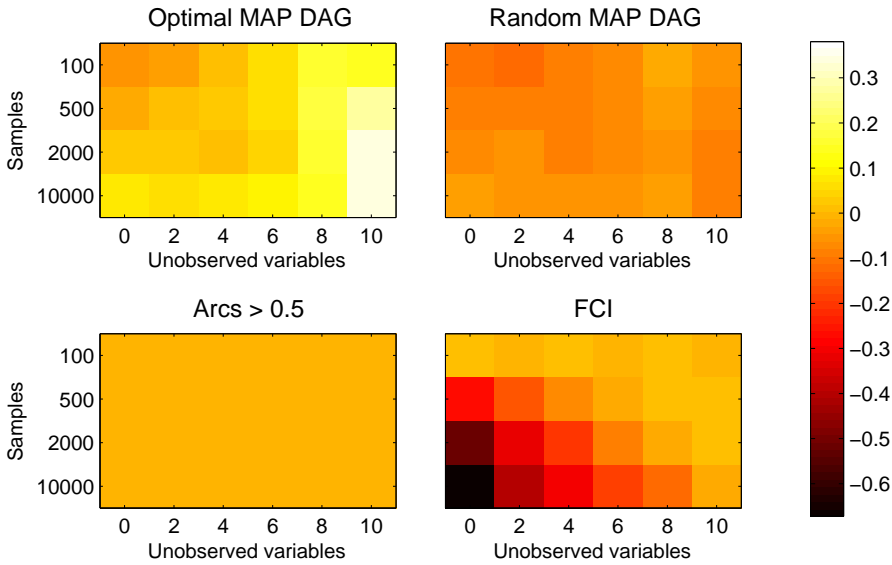 Optimal MAP DAG
Samples
100
500
2000
10000
0 2 4 6 8 10
Unobserved variables
Random MAP DAG
0 2 4 6 8 10
Unobserved variables
Arcs > 0.5
Samples
100
500
2000
10000
0 2 4 6 8 10
Unobserved variables
FCI
0 2 4 6 8 10
Unobserved variables
0.3
0.2
0.1
0
−0.1
−0.2
−0.3
−0.4
−0.5
−0.6